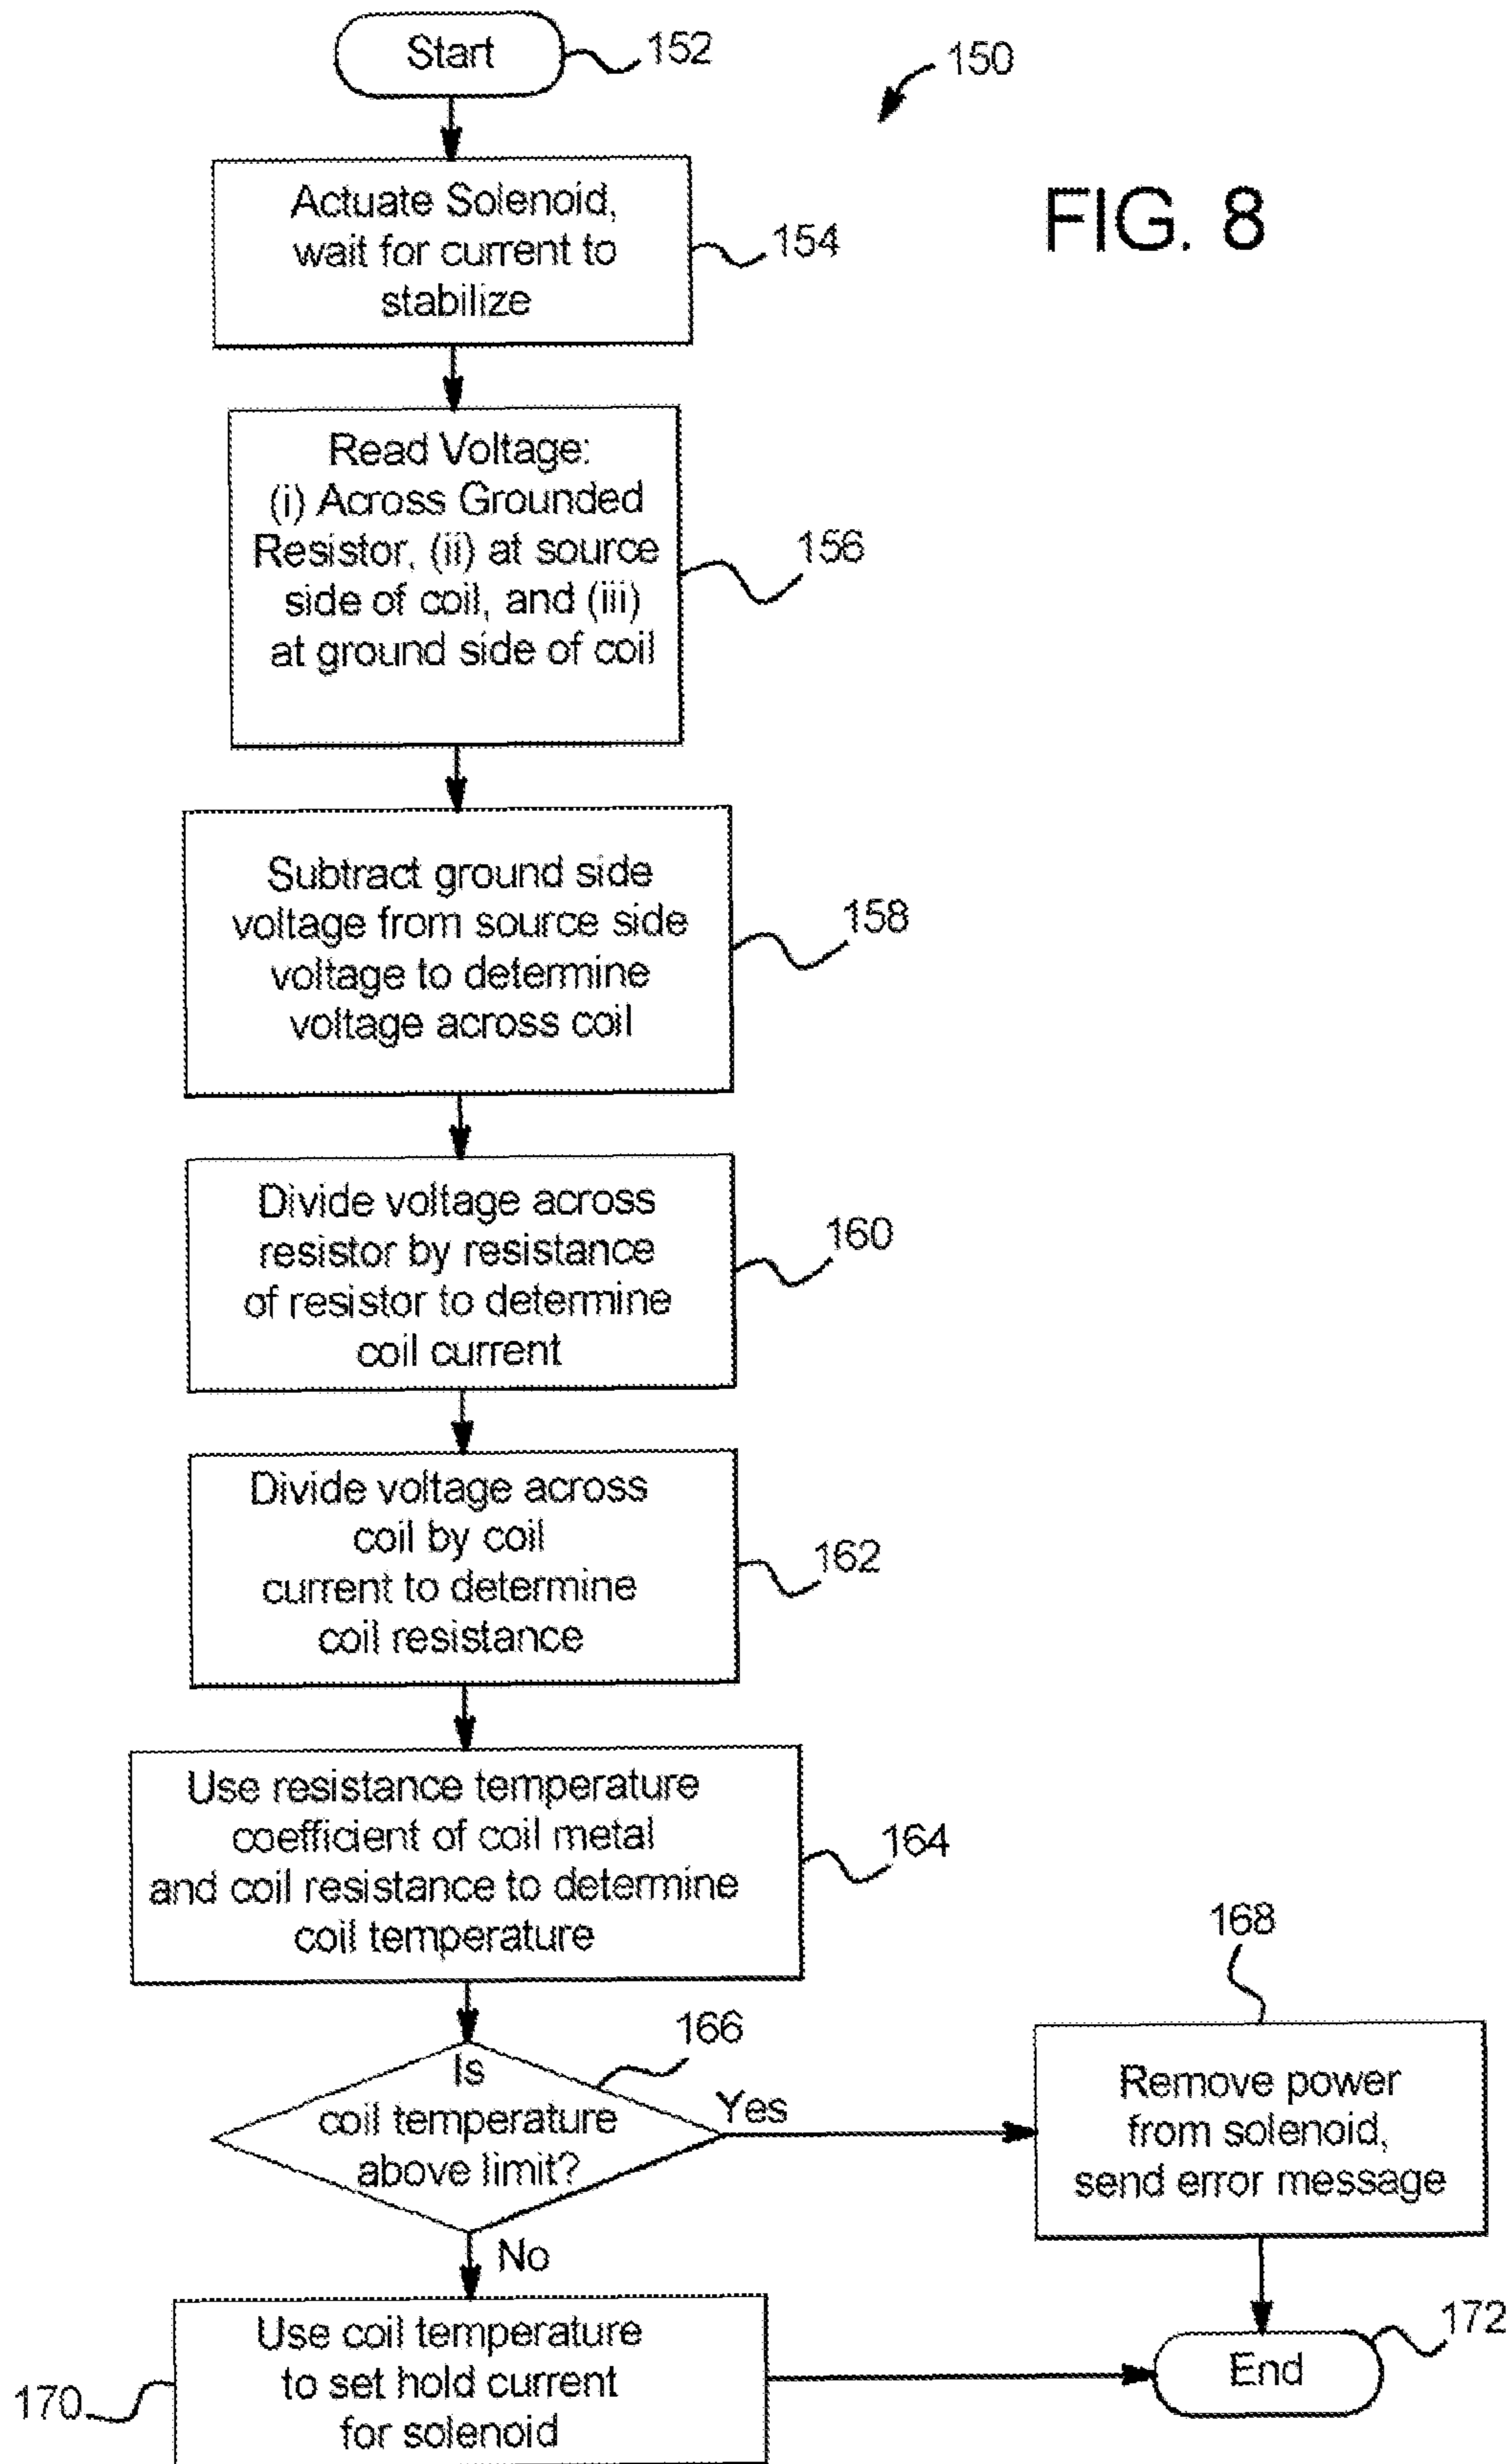 Start
152
150
FIG. 8
Actuate Solenoid,
wait for current to
stabilize
154
Read Voltage:
(i) Across Grounded
Resistor, (ii) at source
side of coil, and (iii)
at ground side of coil
156
Subtract ground side
voltage from source side
voltage to determine
voltage across coil
158
Divide voltage across
resistor by resistance
of resistor to determine
coil current
160
Divide voltage across
coil by coil
current to determine
coil resistance
162
Use resistance temperature
coefficient of coil metal
and coil resistance to determine
coil temperature
164
Is
coil temperature
above limit?
166
Yes
168
Remove power
from solenoid,
send error message
No
Use coil temperature
to set hold current
for solenoid
170
End
172